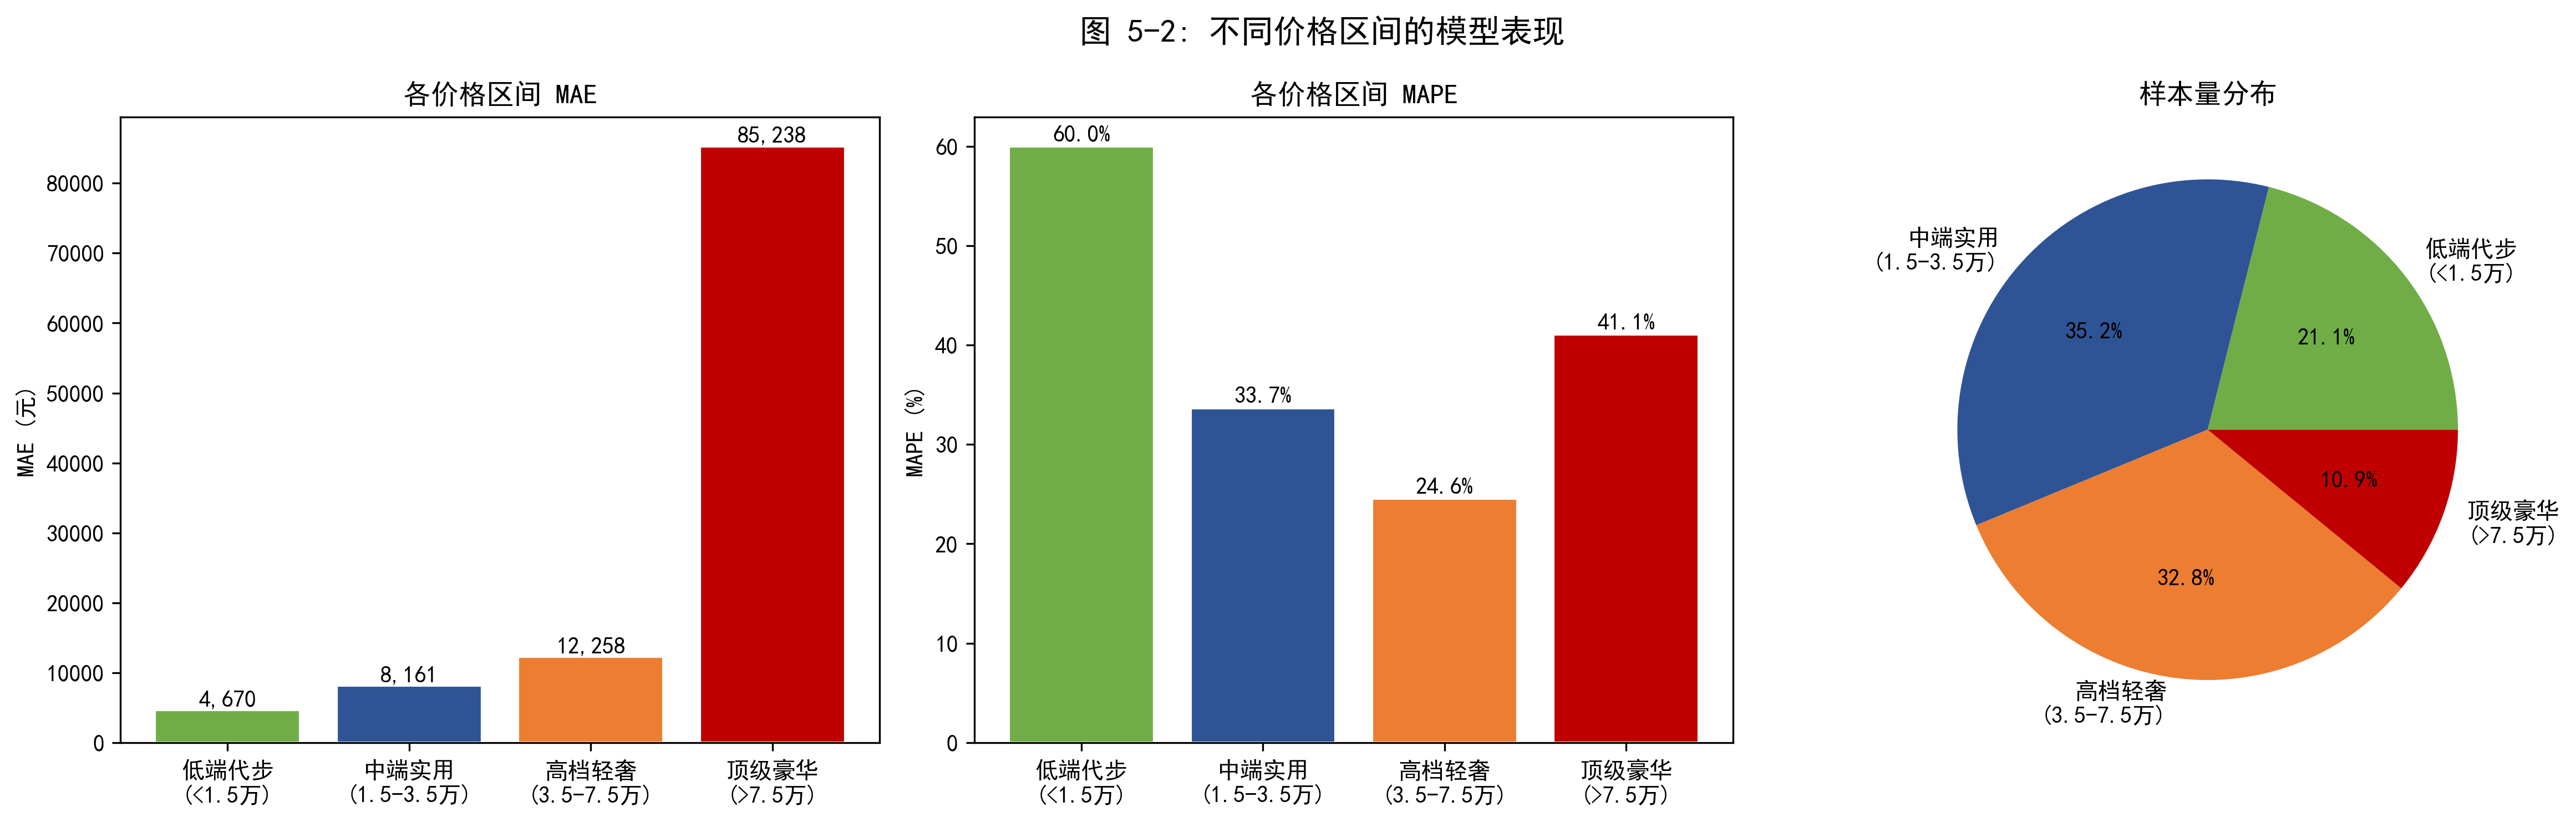 图 5-2: 不同价格区间的模型表现
各价格区间 MAE
MAE (元)
80000
70000
60000
50000
40000
30000
20000
10000
0
4,670
8,161
12,258
85,238
低端代步
(<1.5万)
中端实用
(1.5-3.5万)
高档轻奢
(3.5-7.5万)
顶级豪华
(>7.5万)
各价格区间 MAPE
MAPE (%)
60
50
40
30
20
10
0
60.0%
33.7%
24.6%
41.1%
低端代步
(<1.5万)
中端实用
(1.5-3.5万)
高档轻奢
(3.5-7.5万)
顶级豪华
(>7.5万)
样本量分布
中端实用
(1.5-3.5万)
低端代步
(<1.5万)
35.2%
21.1%
10.9%
顶级豪华
(>7.5万)
32.8%
高档轻奢
(3.5-7.5万)